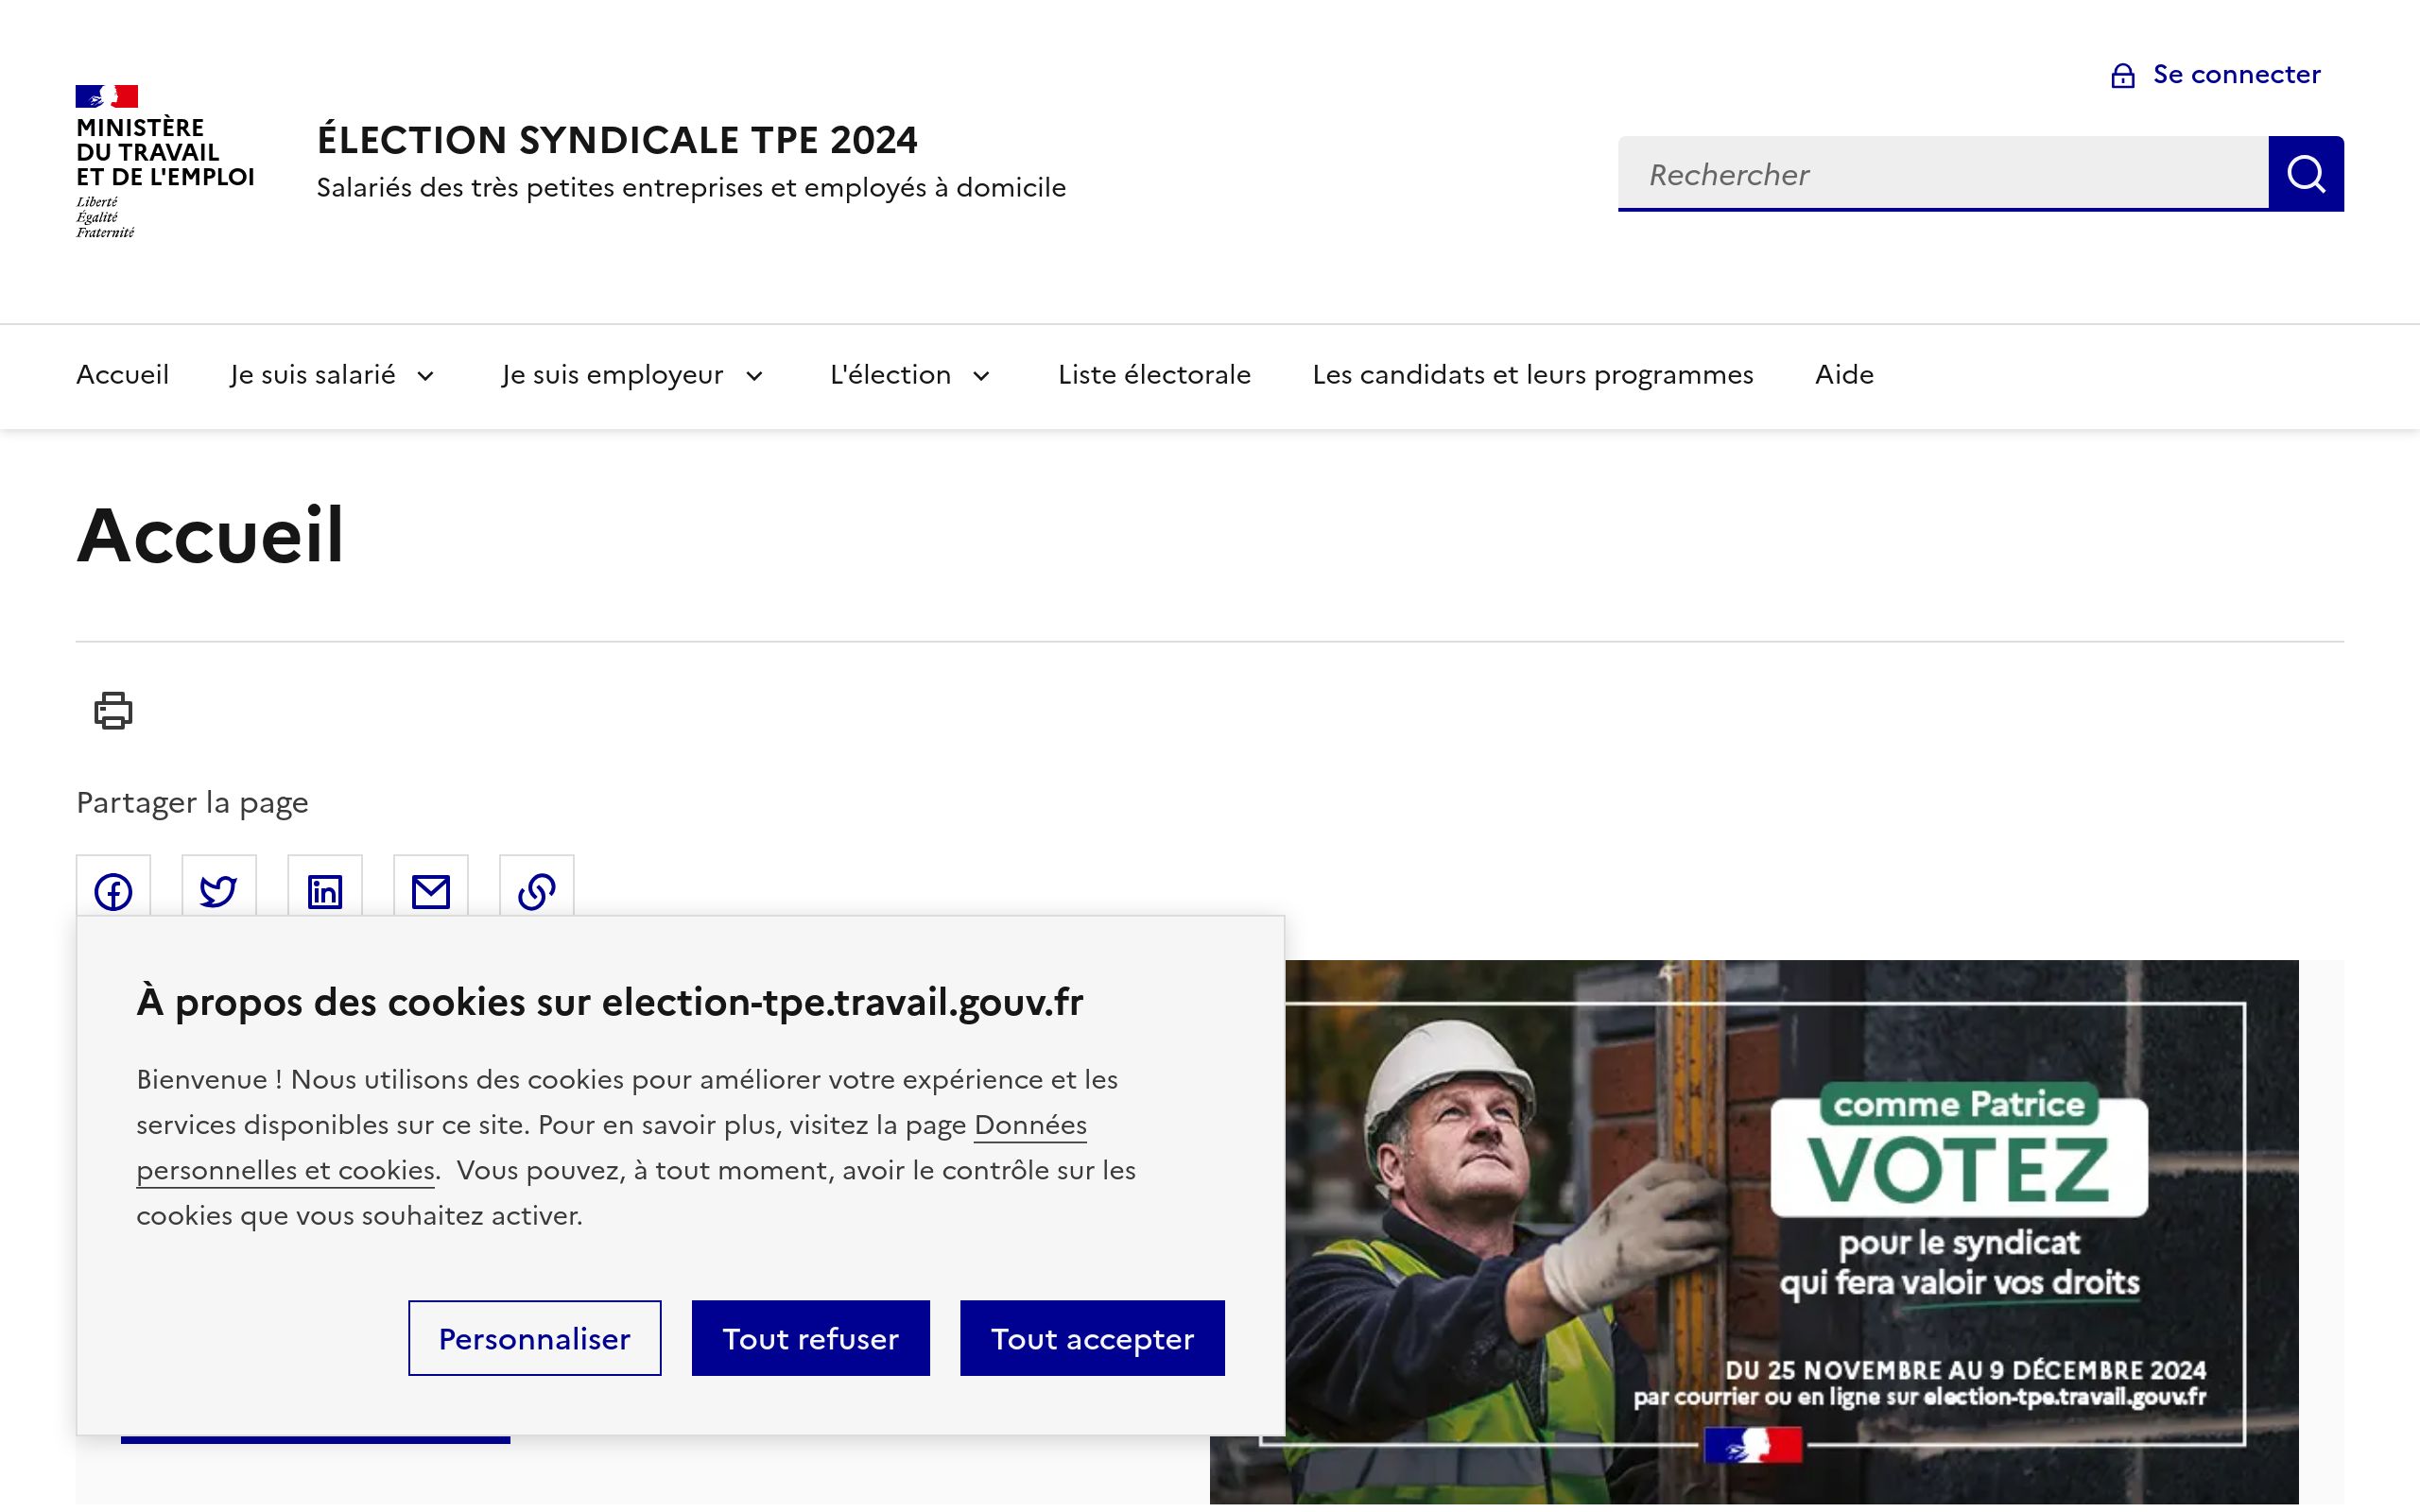 Se connecter
MINISTÈRE
DU TRAVAIL
ET DE L'EMPLOI
Liberté
Égalité
Fraternité
ÉLECTION SYNDICALE TPE 2024
Salariés des très petites entreprises et employés à domicile
Rechercher
Accueil
Je suis salarié
Je suis employeur
L'élection
Liste électorale
Les candidats et leurs programmes
Aide
Accueil
Partager la page
À propos des cookies sur election-tpe.travail.gouv.fr
Bienvenue ! Nous utilisons des cookies pour améliorer votre expérience et les
services disponibles sur ce site. Pour en savoir plus, visitez la page Données
personnelles et cookies.  Vous pouvez, à tout moment, avoir le contrôle sur les
cookies que vous souhaitez activer.
Personnaliser
Tout refuser
Tout accepter
comme Patrice
VOTEZ
pour le syndicat
qui fera valoir vos droits
DU 25 NOVEMBRE AU 9 DÉCEMBRE 2024
par courrier ou en ligne sur election-tpe.travail.gouv.fr